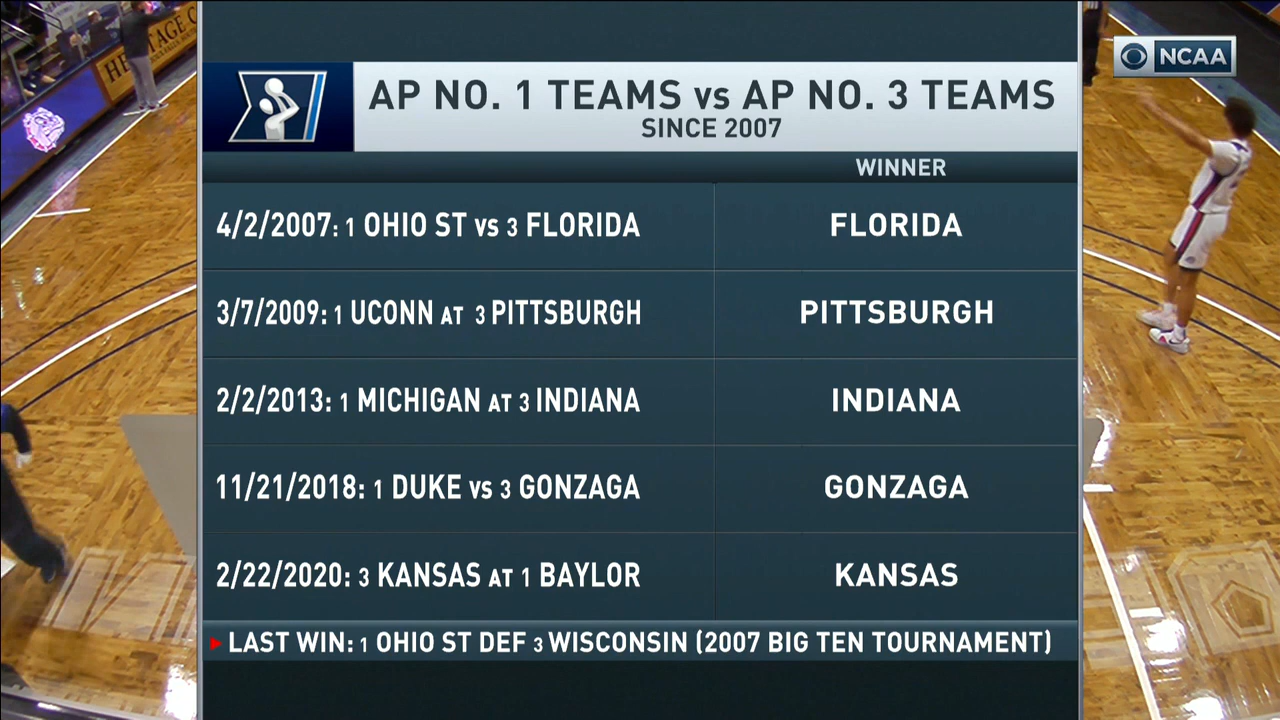 HERITAGE
NCAA
AP NO. 1 TEAMS vs AP NO. 3 TEAMS
SINCE 2007
WINNER
4/2/2007: 1 OHIO ST vs 3 FLORIDA
FLORIDA
3/7/2009: 1 UCONN AT 3 PITTSBURGH
PITTSBURGH
2/2/2013: 1 MICHIGAN AT 3 INDIANA
INDIANA
11/21/2018: 1 DUKE vs 3 GONZAGA
GONZAGA
2/22/2020: 3 KANSAS AT 1 BAYLOR
KANSAS
LAST WIN: 1 OHIO ST DEF 3 WISCONSIN (2007 BIG TEN TOURNAMENT)